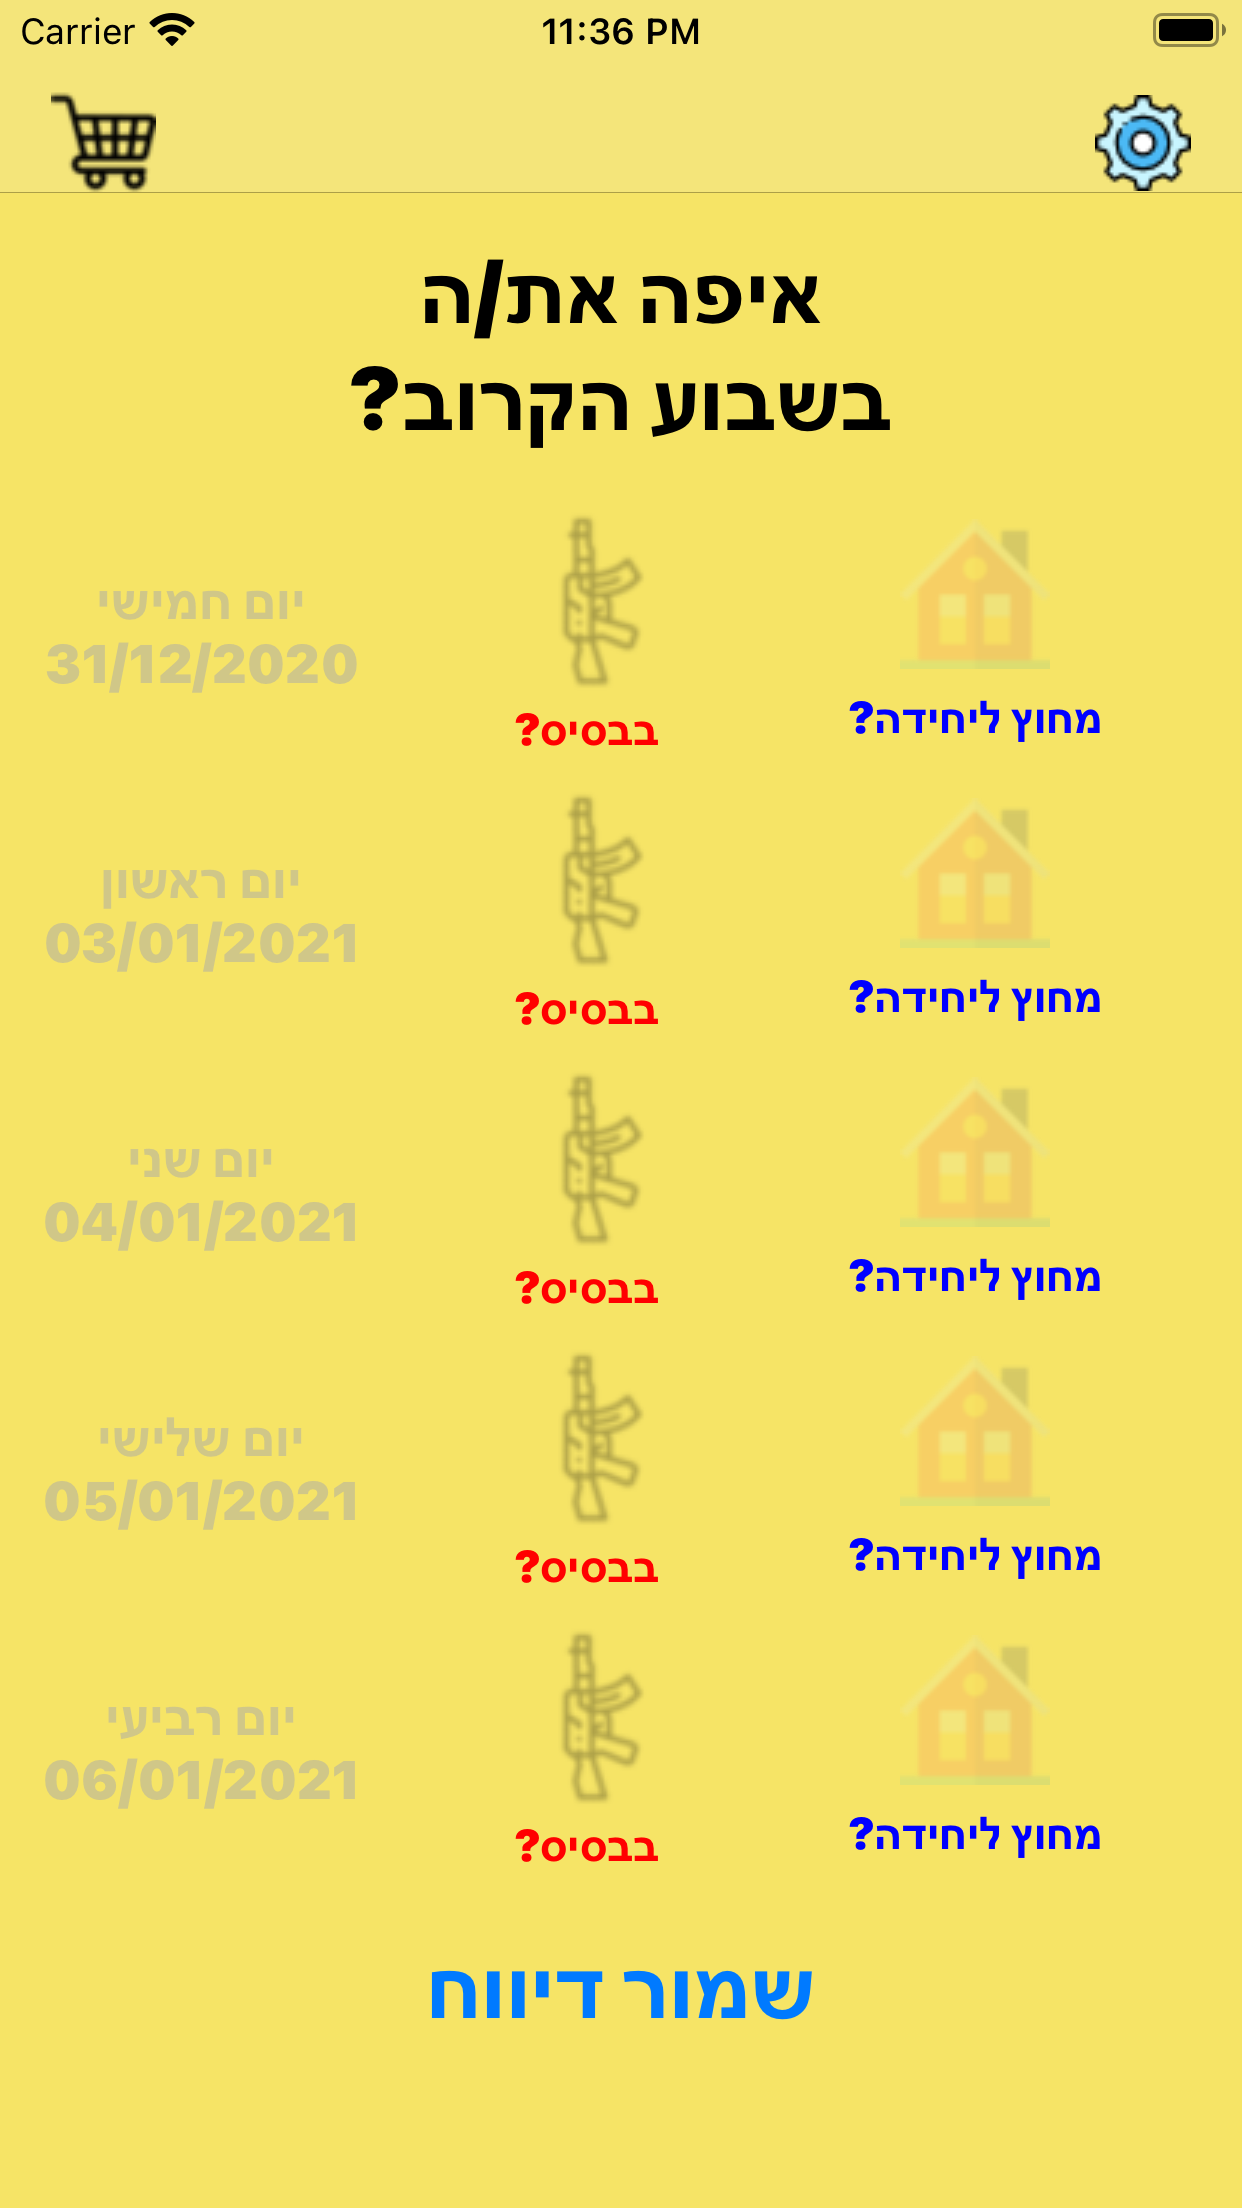 Carrier 11:36 PM
איפה את/ה
בשבוע הקרוב?
יום חמישי
31/12/2020
בבסיס?
מחוץ ליחידה?
יום ראשון
03/01/2021
בבסיס?
מחוץ ליחידה?
יום שני
04/01/2021
בבסיס?
מחוץ ליחידה?
יום שלישי
05/01/2021
בבסיס?
מחוץ ליחידה?
יום רביעי
06/01/2021
בבסיס?
מחוץ ליחידה?
שמור דיווח